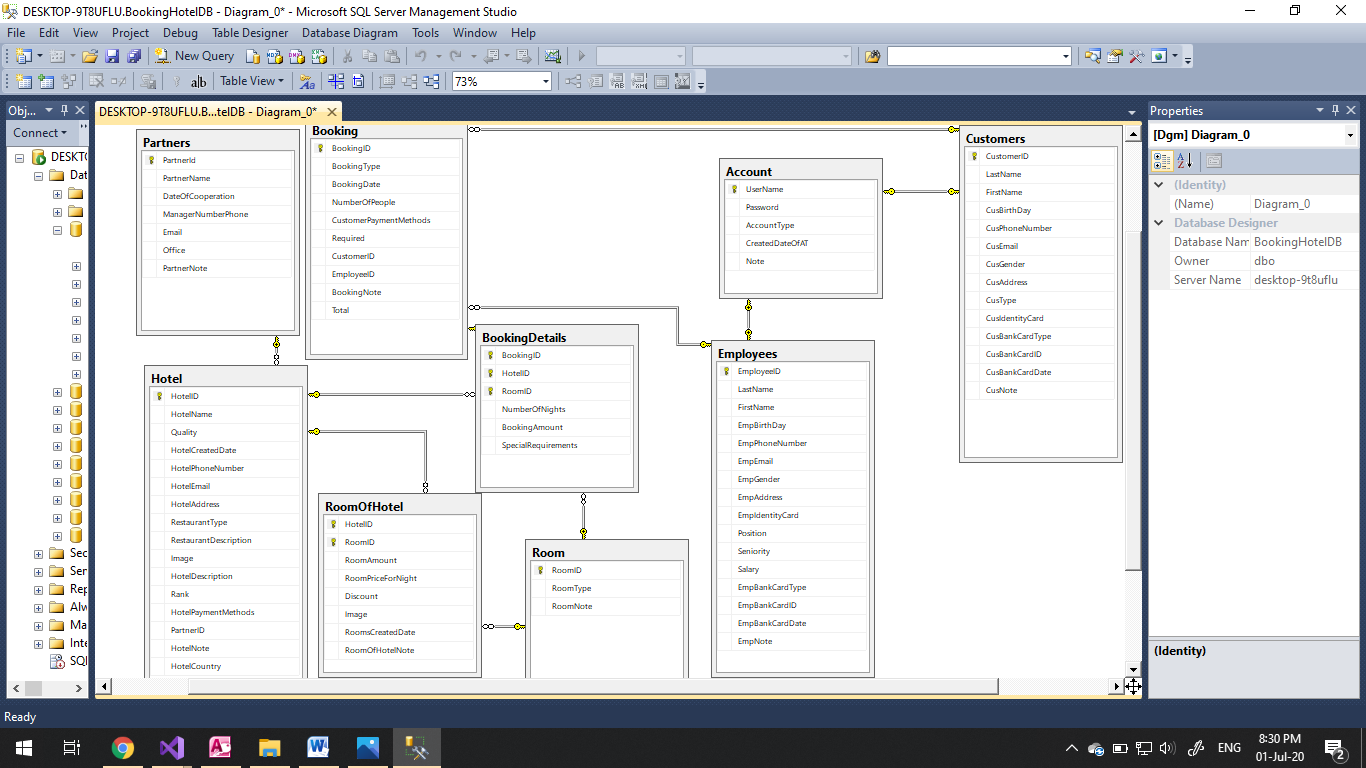 DESKTOP-9T8UFLU.BookingHotelDB - Diagram_0* - Microsoft SQL Server Management Studio
File Edit View Project Debug Table Designer Database Diagram Tools Window Help
New Query
ab Table View 73%
Obj...
DESKTOP-9T8UFLU.B...telDB - Diagram_0*
Connect
DESKT
Dat
Sec
Ser
Rep
Alw
Ma
Inte
SQL
Partners
PartnerId
PartnerName
DateOfCooperation
ManagerNumberPhone
Email
Office
PartnerNote
Booking
BookingID
BookingType
BookingDate
NumberOfPeople
CustomerPaymentMethods
Required
CustomerID
EmployeeID
BookingNote
Total
Account
UserName
Password
AccountType
CreatedDateOfAT
Note
Customers
CustomerID
LastName
FirstName
CusBirthDay
CusPhoneNumber
CusEmail
CusGender
CusAddress
CusType
CusIdentityCard
CusBankCardType
CusBankCardID
CusBankCardDate
CusNote
Hotel
HotelID
HotelName
Quality
HotelCreatedDate
HotelPhoneNumber
HotelEmail
HotelAddress
RestaurantType
RestaurantDescription
Image
HotelDescription
Rank
HotelPaymentMethods
PartnerID
HotelNote
HotelCountry
BookingDetails
BookingID
HotelID
RoomID
NumberOfNights
BookingAmount
SpecialRequirements
Employees
EmployeeID
LastName
FirstName
EmpBirthDay
EmpPhoneNumber
EmpEmail
EmpGender
EmpAddress
EmpIdentityCard
Position
Seniority
Salary
EmpBankCardType
EmpBankCardID
EmpBankCardDate
EmpNote
RoomOfHotel
HotelID
RoomID
RoomAmount
RoomPriceForNight
Discount
Image
RoomsCreatedDate
RoomOfHotelNote
Room
RoomID
RoomType
RoomNote
Properties
[Dgm] Diagram_0
(Identity)
(Name) Diagram_0
Database Designer
Database Nam BookingHotelDB
Owner dbo
Server Name desktop-9t8uflu
(Identity)
Ready
ENG
8:30 PM
01-Jul-20
2